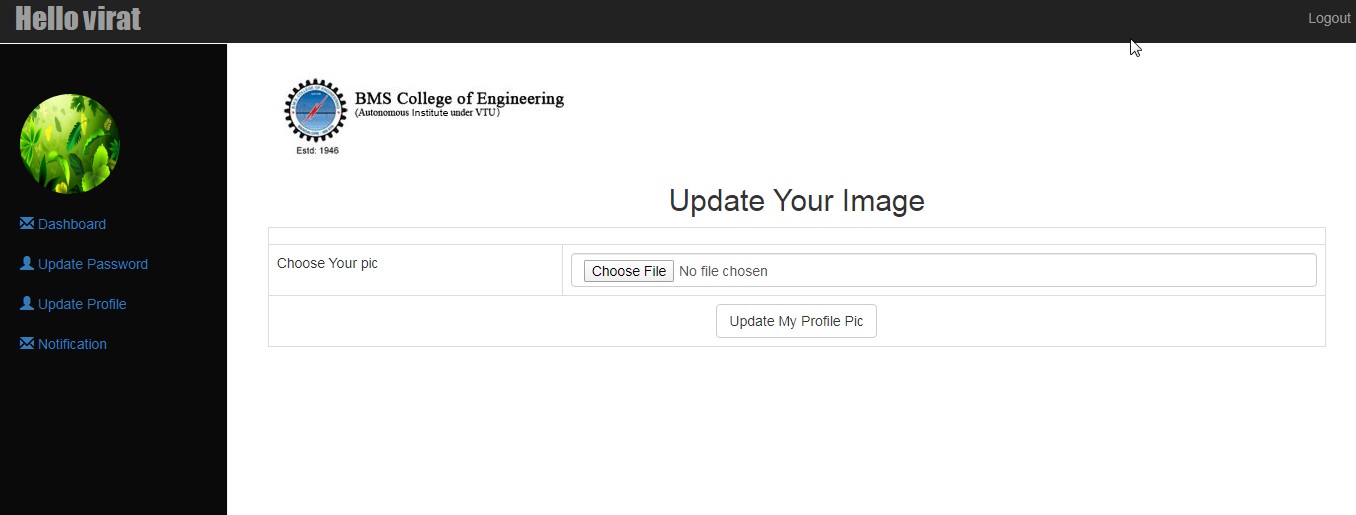 Hello virat
Logout
BMS College of Engineering
(Autonomous Institute under VTU)
Estd: 1946
Dashboard
Update Password
Update Profile
Notification
Update Your Image
Choose Your pic
Choose File No file chosen
Update My Profile Pic